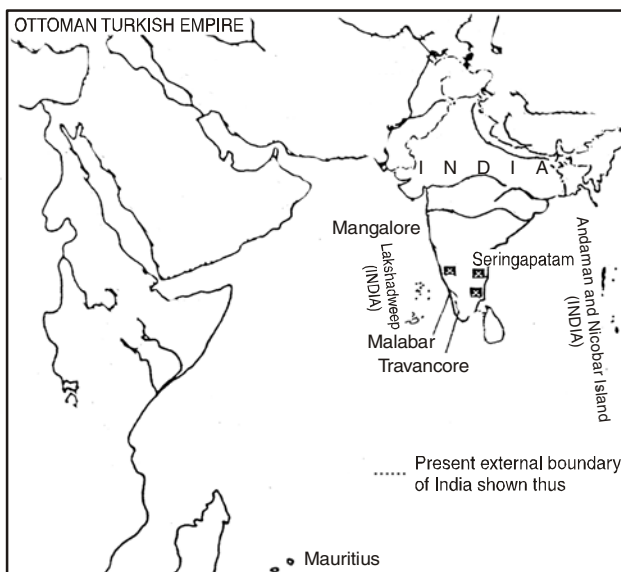 OTTOMAN TURKISH EMPIRE
I N D I A
Mangalore
Lakshadweep
(INDIA)
Seringapatam
Andaman and Nicobar Island
(INDIA)
Malabar
Travancore
Present external boundary
of India shown thus
Mauritius